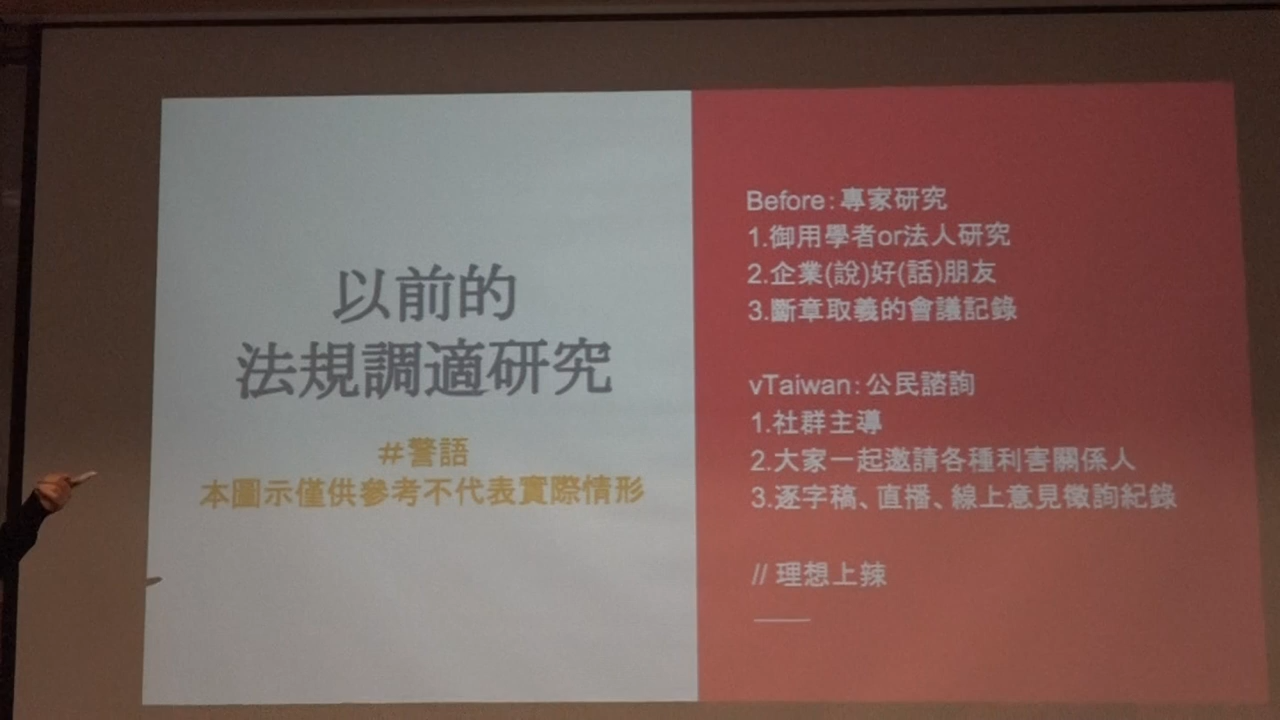 以前的
法規調適研究
#警語
本圖示僅供參考不代表實際情形
Before：專家研究
1.御用學者or法人研究
2.企業(說)好(話)朋友
3.斷章取義的會議記錄
vTaiwan：公民諮詢
1.社群主導
2.大家一起邀請各種利害關係人
3.逐字稿、直播、線上意見徵詢紀錄
// 理想上辣